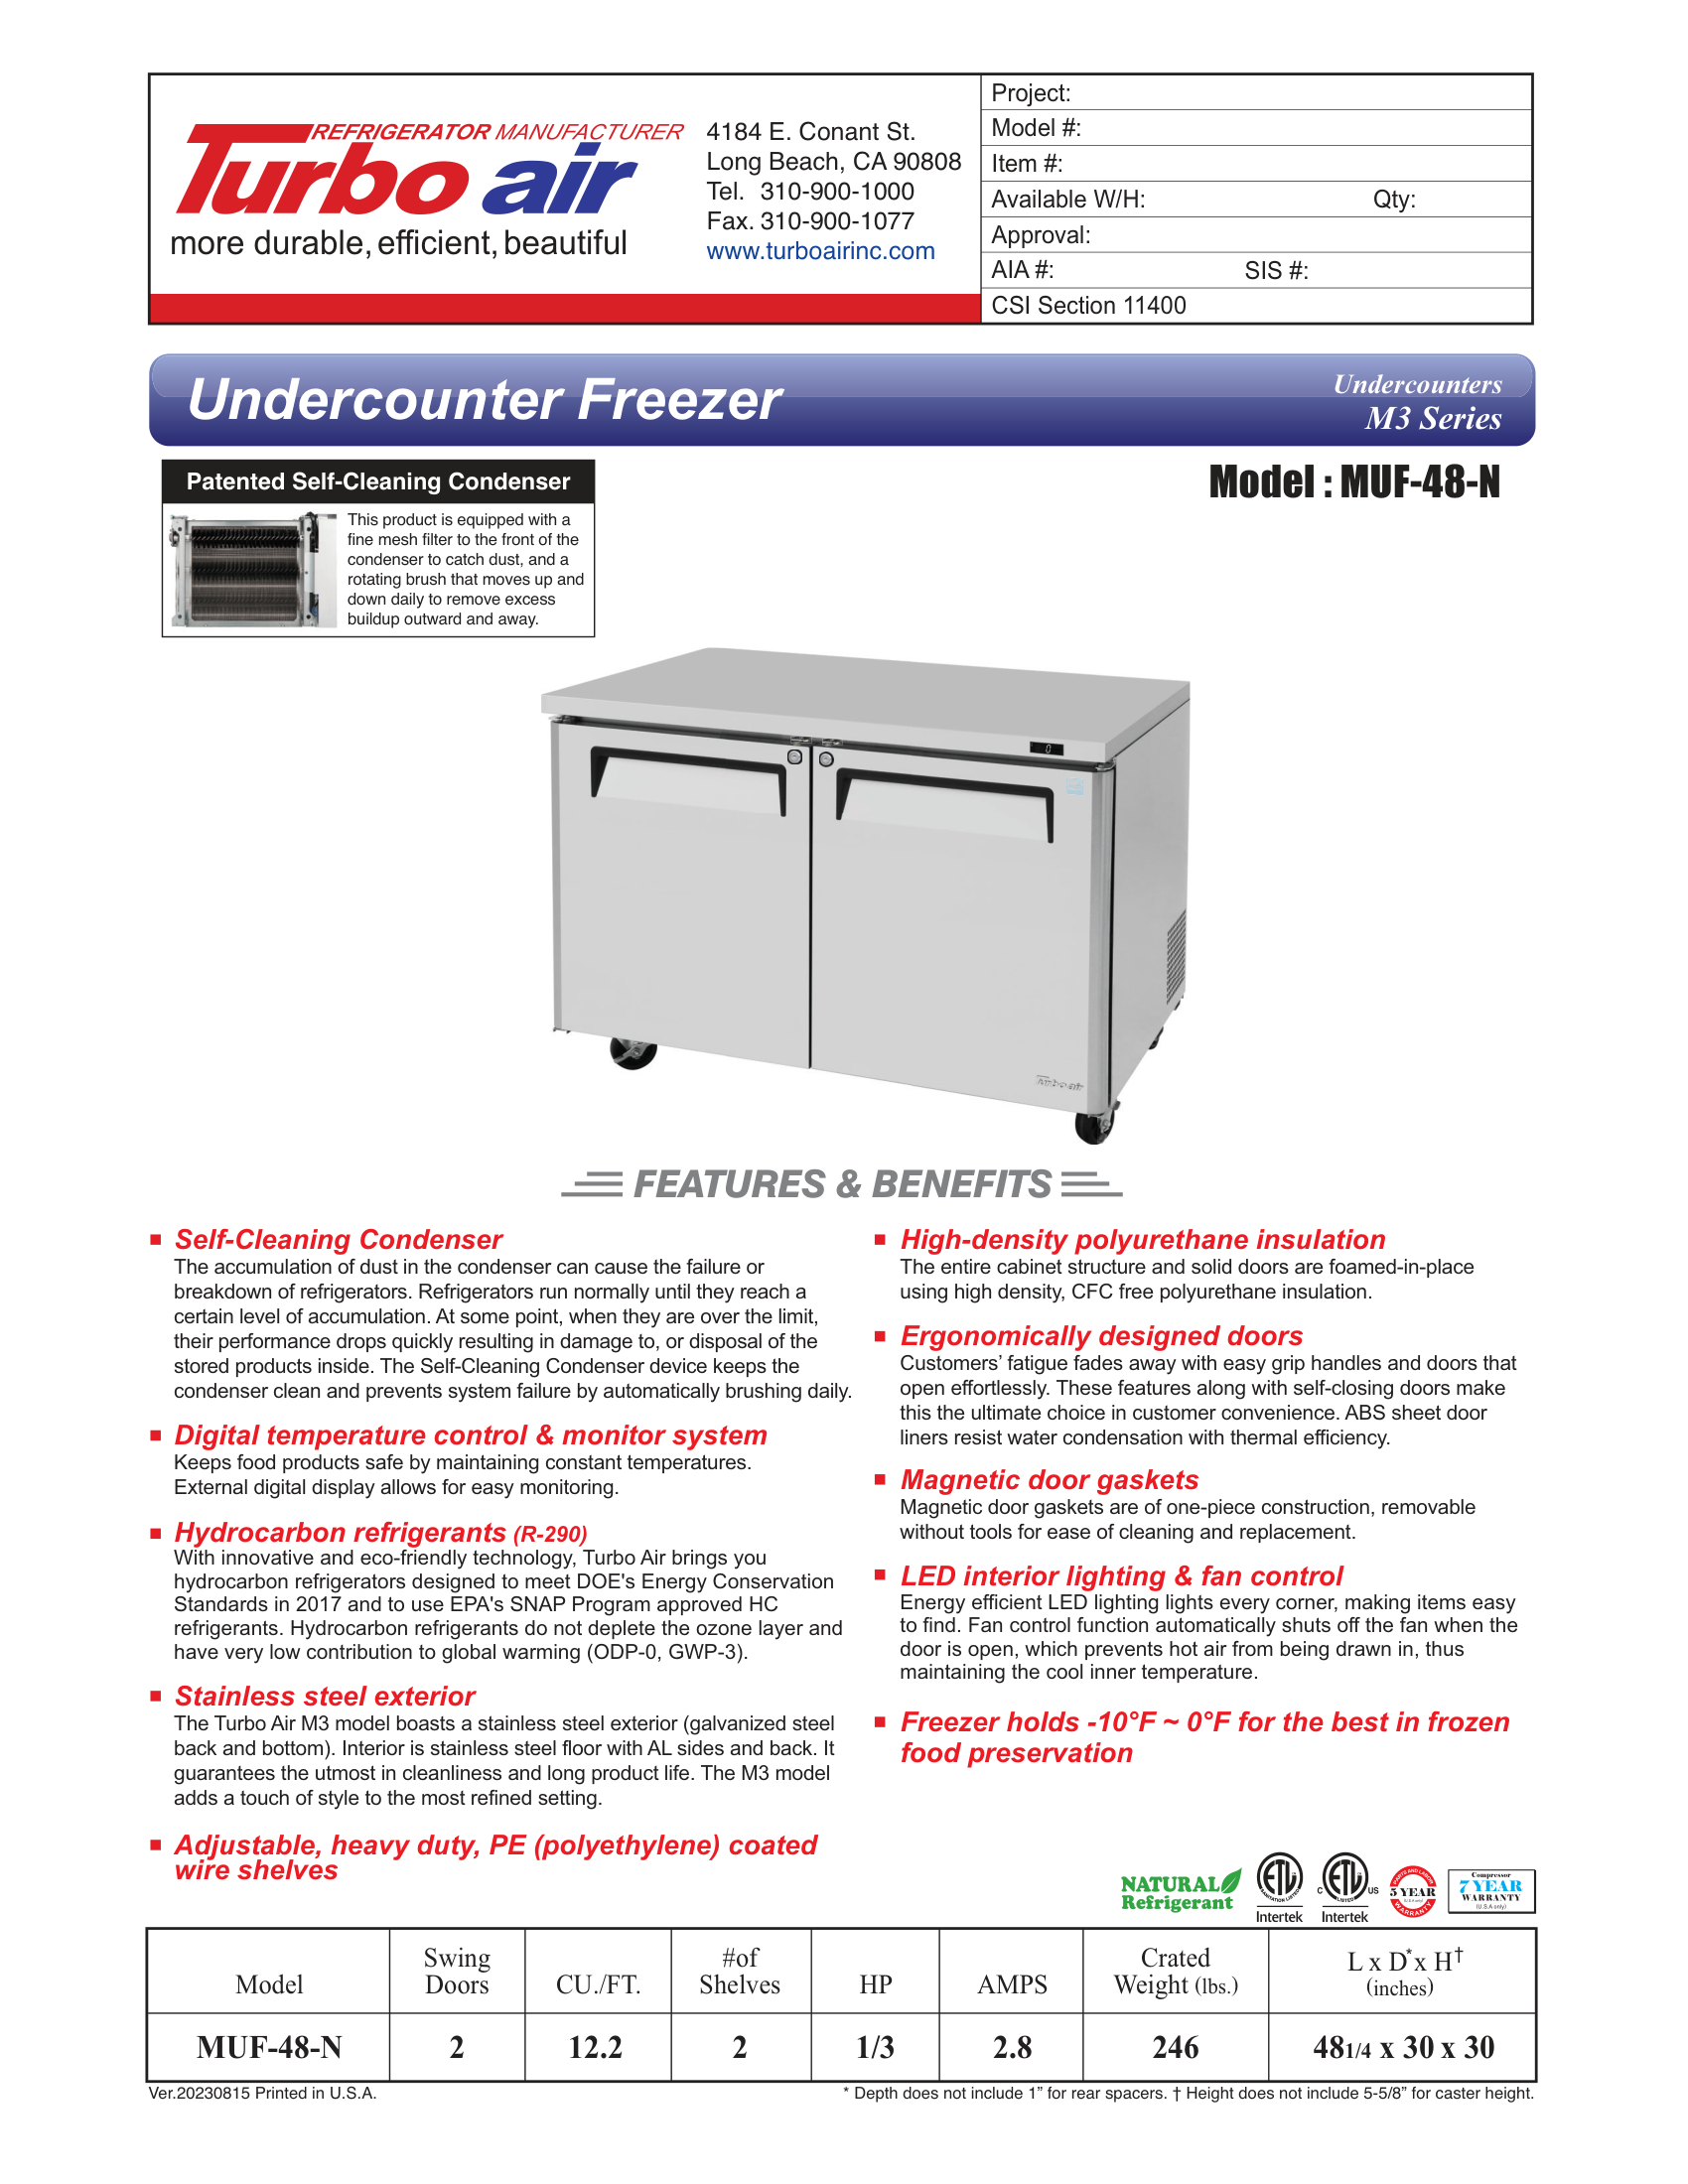 REFRIGERATOR MANUFACTURER
Turbo air
more durable, efficient, beautiful
4184 E. Conant St.
Long Beach, CA 90808
Tel. 310-900-1000
Fax. 310-900-1077
www.turboairinc.com
Project:
Model #:
Item #:
Available W/H: Qty:
Approval:
AIA #: SIS #:
CSI Section 11400
Undercounter Freezer
Undercounters
M3 Series
Patented Self-Cleaning Condenser
This product is equipped with a
fine mesh filter to the front of the
condenser to catch dust, and a
rotating brush that moves up and
down daily to remove excess
buildup outward and away.
Model : MUF-48-N
0
Turbo air
FEATURES & BENEFITS
Self-Cleaning Condenser
The accumulation of dust in the condenser can cause the failure or
breakdown of refrigerators. Refrigerators run normally until they reach a
certain level of accumulation. At some point, when they are over the limit,
their performance drops quickly resulting in damage to, or disposal of the
stored products inside. The Self-Cleaning Condenser device keeps the
condenser clean and prevents system failure by automatically brushing daily.
Digital temperature control & monitor system
Keeps food products safe by maintaining constant temperatures.
External digital display allows for easy monitoring.
Hydrocarbon refrigerants (R-290)
With innovative and eco-friendly technology, Turbo Air brings you
hydrocarbon refrigerators designed to meet DOE's Energy Conservation
Standards in 2017 and to use EPA's SNAP Program approved HC
refrigerants. Hydrocarbon refrigerants do not deplete the ozone layer and
have very low contribution to global warming (ODP-0, GWP-3).
Stainless steel exterior
The Turbo Air M3 model boasts a stainless steel exterior (galvanized steel
back and bottom). Interior is stainless steel floor with AL sides and back. It
guarantees the utmost in cleanliness and long product life. The M3 model
adds a touch of style to the most refined setting.
Adjustable, heavy duty, PE (polyethylene) coated
wire shelves
High-density polyurethane insulation
The entire cabinet structure and solid doors are foamed-in-place
using high density, CFC free polyurethane insulation.
Ergonomically designed doors
Customers' fatigue fades away with easy grip handles and doors that
open effortlessly. These features along with self-closing doors make
this the ultimate choice in customer convenience. ABS sheet door
liners resist water condensation with thermal efficiency.
Magnetic door gaskets
Magnetic door gaskets are of one-piece construction, removable
without tools for ease of cleaning and replacement.
LED interior lighting & fan control
Energy efficient LED lighting lights every corner, making items easy
to find. Fan control function automatically shuts off the fan when the
door is open, which prevents hot air from being drawn in, thus
maintaining the cool inner temperature.
Freezer holds -10°F ~ 0°F for the best in frozen
food preservation
NATURAL
Refrigerant
ETL
SANITATION LISTED
Intertek
C ETL US
LISTED
Intertek
PARTS AND LABOR
5 YEAR
(U.S.A only)
WARRANTY
Compressor
7 YEAR
WARRANTY
(U.S.A only)
Model Swing Doors CU./FT. #of Shelves HP AMPS Crated Weight (lbs.) L x D* x H† (inches)
MUF-48-N 2 12.2 2 1/3 2.8 246 48 1/4 x 30 x 30
Ver.20230815 Printed in U.S.A.
* Depth does not include 1” for rear spacers. † Height does not include 5-5/8” for caster height.